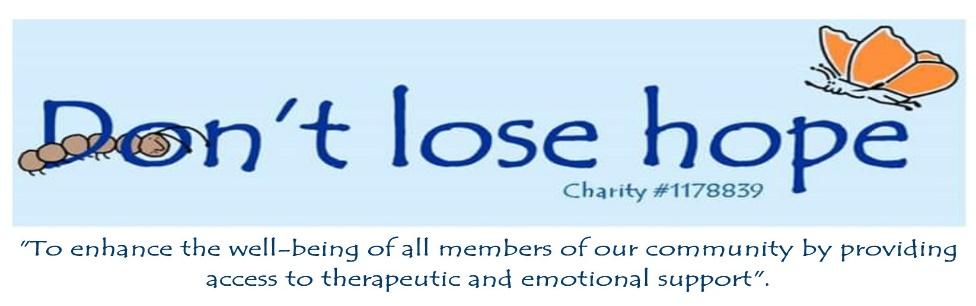 Don't lose hope
Charity #1178839
"To enhance the well-being of all members of our community by providing
access to therapeutic and emotional support".